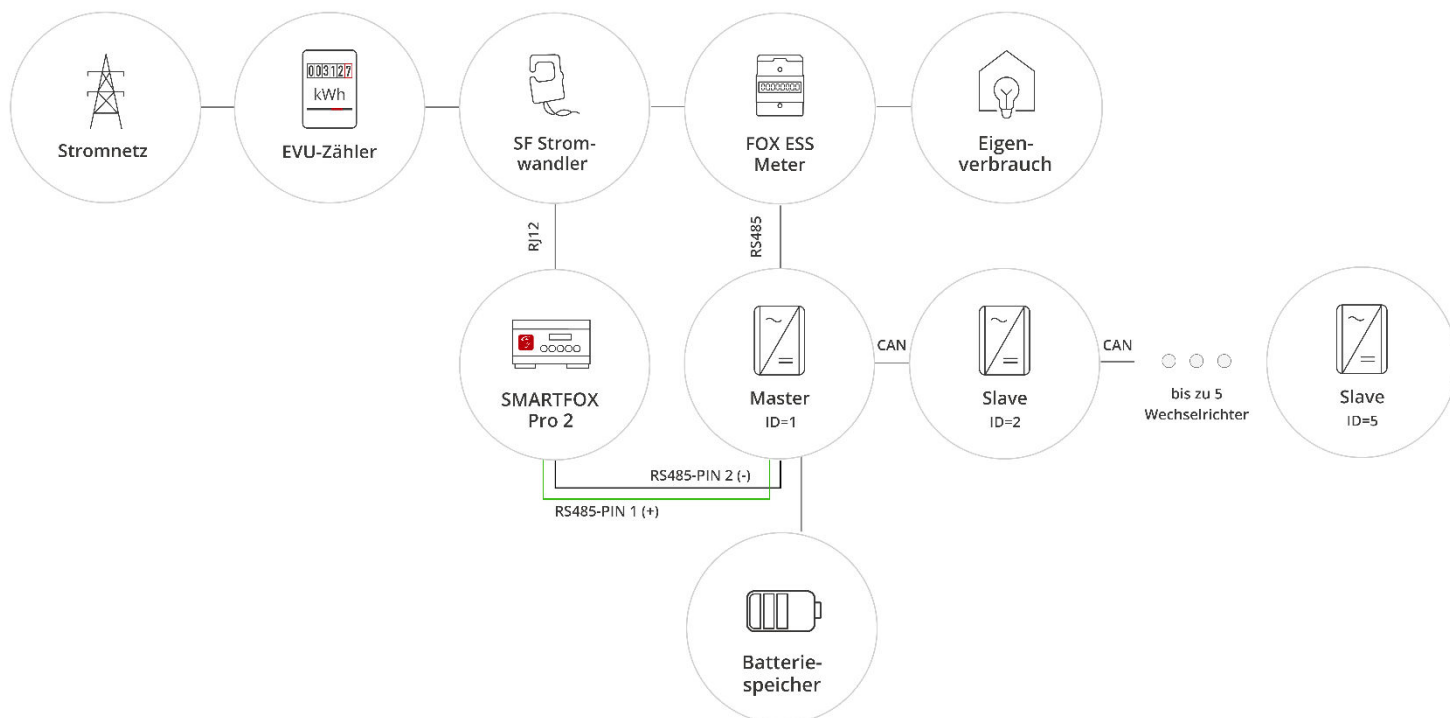 003127
kWh
Stromnetz
EVU-Zähler
SF Strom-
wandler
FOX ESS
Meter
Eigen-
verbrauch
RJ12
RS485
SMARTFOX
Pro 2
Master
ID=1
CAN
Slave
ID=2
CAN
bis zu 5
Wechselrichter
Slave
ID=5
RS485-PIN 2 (-)
RS485-PIN 1 (+)
Batterie-
speicher